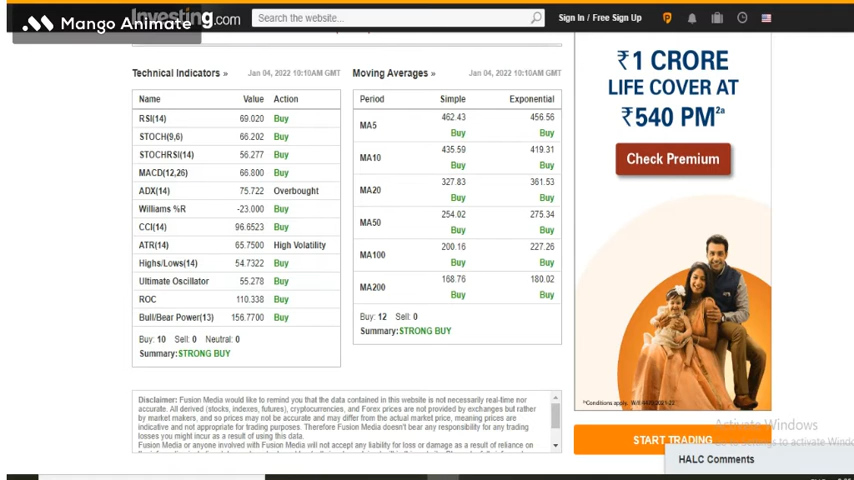 Mango Animate
Investing.com
Search the website...
Sign In / Free Sign Up
Technical Indicators »
Jan 04, 2022 10:10AM GMT
Name Value Action
RSI(14) 69.020 Buy
STOCH(9,6) 66.202 Buy
STOCHRSI(14) 56.277 Buy
MACD(12,26) 66.800 Buy
ADX(14) 75.722 Overbought
Williams %R -23.000 Buy
CCI(14) 96.6523 Buy
ATR(14) 65.7500 High Volatility
Highs/Lows(14) 54.7322 Buy
Ultimate Oscillator 55.278 Buy
ROC 110.338 Buy
Bull/Bear Power(13) 156.7700 Buy
Buy: 10 Sell: 0 Neutral: 0
Summary:STRONG BUY
Moving Averages »
Jan 04, 2022 10:10AM GMT
Period Simple Exponential
MA5 462.43 Buy 456.56 Buy
MA10 435.59 Buy 419.31 Buy
MA20 327.83 Buy 361.53 Buy
MA50 254.02 Buy 275.34 Buy
MA100 200.16 Buy 227.26 Buy
MA200 168.76 Buy 180.02 Buy
Buy: 12 Sell: 0
Summary:STRONG BUY
₹1 CRORE
LIFE COVER AT
₹540 PM2a
Check Premium
Disclaimer: Fusion Media would like to remind you that the data contained in this website is not necessarily real-time nor
accurate. All derived (stocks, indexes, futures), cryptocurrencies, and Forex prices are not provided by exchanges but rather
by market makers, and so prices may not be accurate and may differ from the actual market price, meaning prices are
indicative and not appropriate for trading purposes. Therefore Fusion Media doesn't bear any responsibility for any trading
losses you might incur as a result of using this data.
Fusion Media or anyone involved with Fusion Media will not accept any liability for loss or damage as a result of reliance on
Conditions apply.
Activate Windows
Go to Settings to activate Windo
START TRADING
HALC Comments